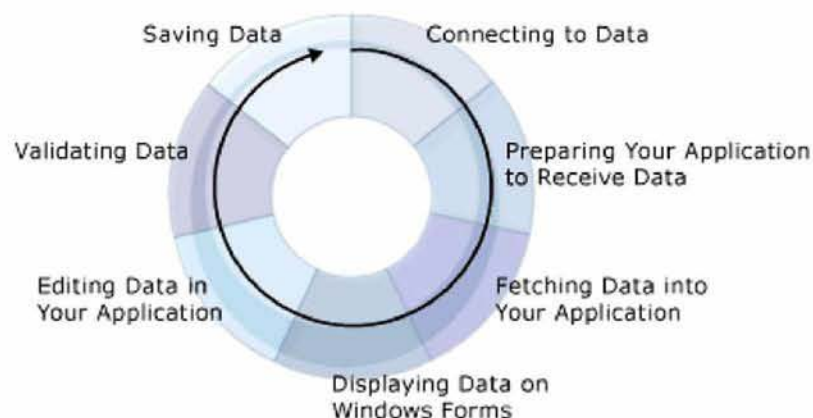 Saving Data
Connecting to Data
Validating Data
Preparing Your Application
to Receive Data
Editing Data in
Your Application
Fetching Data into
Your Application
Displaying Data on
Windows Forms